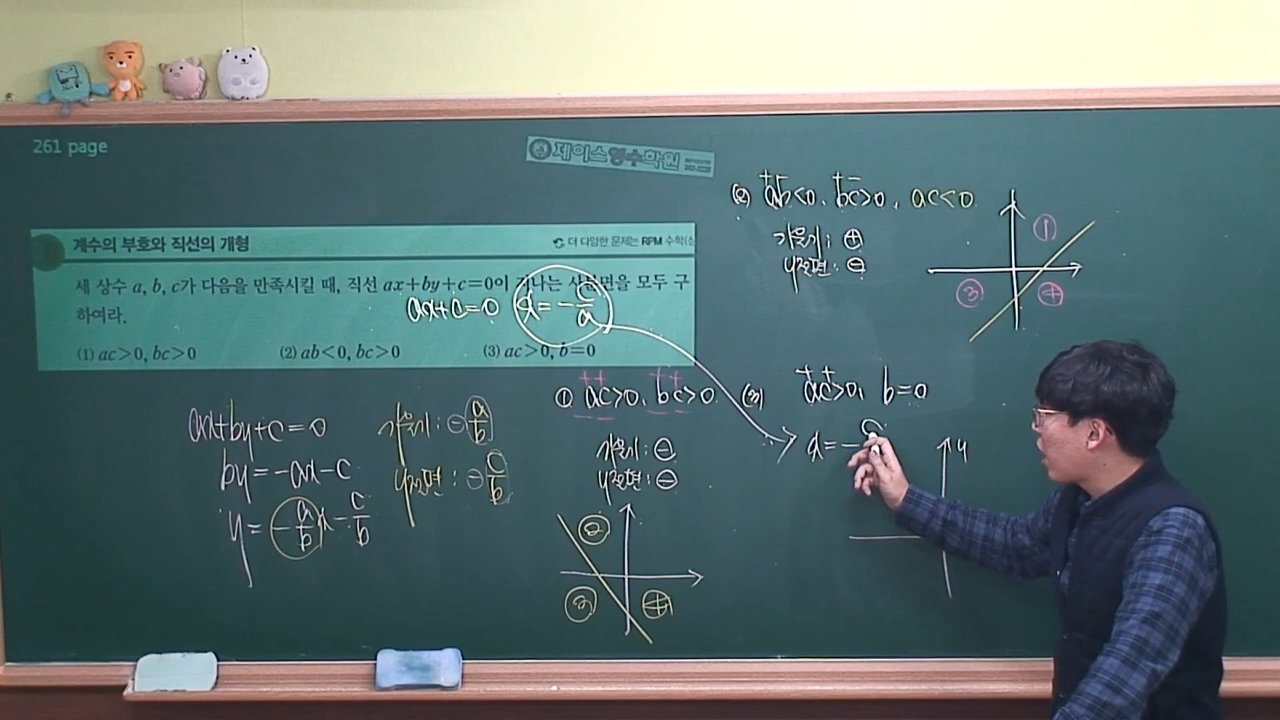 261 page
제이스영수학원
계수의 부호와 직선의 개형
더 다양한 문제는 RPM 수학(상
세 상수 a, b, c가 다음을 만족시킬 때, 직선 ax+by+c=0이 지나는 사분면을 모두 구
하여라.
ax+c=0 x=-c/a
(1) ac>0, bc>0 (2) ab<0, bc>0 (3) ac>0, b=0
ax+by+c=0
by=-ax-c
y=-a/b x-c/b
기울기: ⊖ a/b
y절편: ⊖ c/b
① ac>0. bc>0
++ ++
기울기: ⊖
y절편: ⊖
② ③ ④
(2) ab<0. bc>0. ac<0
+- --
기울기: ⊕
y절편: ⊖
① ③ ④
(3) ac>0. b=0
++
x=-c
y